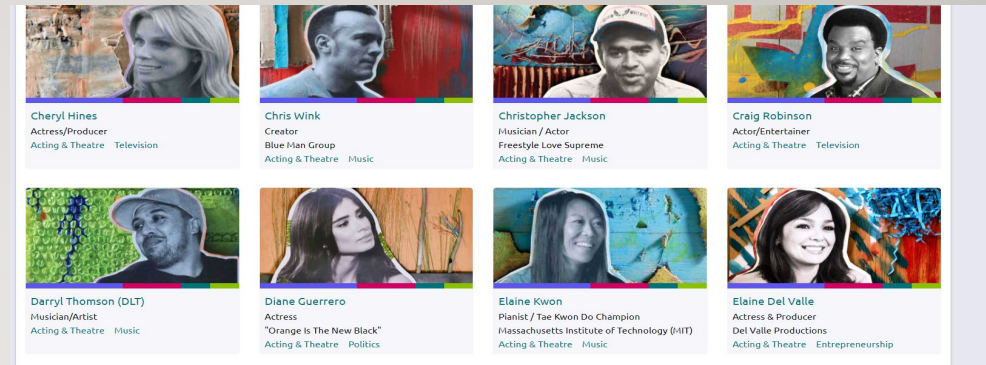 Cheryl Hines
Actress/Producer
Acting & Theatre Television
Chris Wink
Creator
Blue Man Group
Acting & Theatre Music
Christopher Jackson
Musician / Actor
Freestyle Love Supreme
Acting & Theatre Music
Craig Robinson
Actor/Entertainer
Acting & Theatre Television
Darryl Thomson (DLT)
Musician/Artist
Acting & Theatre Music
Diane Guerrero
Actress
"Orange Is The New Black"
Acting & Theatre Politics
Elaine Kwon
Pianist / Tae Kwon Do Champion
Massachusetts Institute of Technology (MIT)
Acting & Theatre Music
Elaine Del Valle
Actress & Producer
Del Valle Productions
Acting & Theatre Entrepreneurship